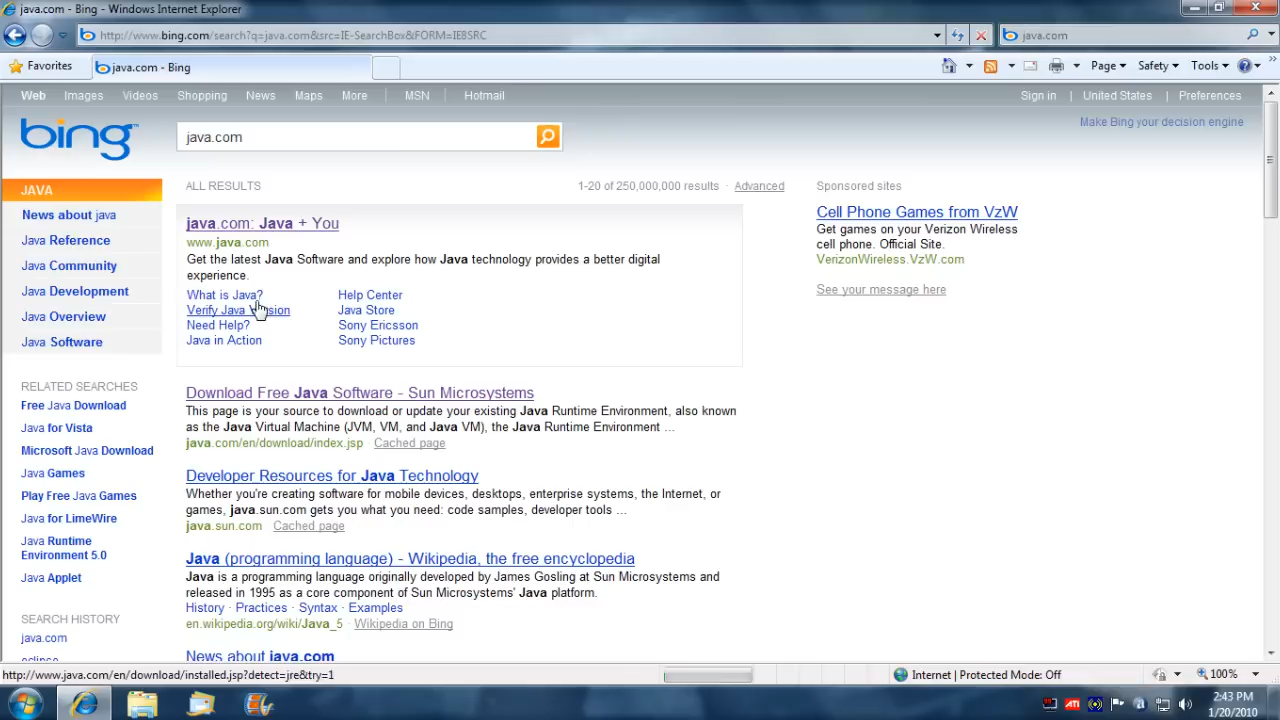 java.com - Bing - Windows Internet Explorer
http://www.bing.com/search?q=java.com&src=IE-SearchBox&FORM=IE8SRC
java.com
Favorites
java.com - Bing
Page
Safety
Tools
Web
Images
Videos
Shopping
News
Maps
More
MSN
Hotmail
Sign in
United States
Preferences
bing
java.com
Make Bing your decision engine
JAVA
News about java
Java Reference
Java Community
Java Development
Java Overview
Java Software
RELATED SEARCHES
Free Java Download
Java for Vista
Microsoft Java Download
Java Games
Play Free Java Games
Java for LimeWire
Java Runtime
Environment 5.0
Java Applet
SEARCH HISTORY
java.com
eclipse
ALL RESULTS
1-20 of 250,000,000 results · Advanced
java.com: Java + You
www.java.com
Get the latest Java Software and explore how Java technology provides a better digital
experience.
What is Java?
Help Center
Verify Java Version
Java Store
Need Help?
Sony Ericsson
Java in Action
Sony Pictures
Download Free Java Software - Sun Microsystems
This page is your source to download or update your existing Java Runtime Environment, also known
as the Java Virtual Machine (JVM, VM, and Java VM), the Java Runtime Environment ...
java.com/en/download/index.jsp Cached page
Developer Resources for Java Technology
Whether you're creating software for mobile devices, desktops, enterprise systems, the Internet, or
games, java.sun.com gets you what you need: code samples, developer tools ...
java.sun.com Cached page
Java (programming language) - Wikipedia, the free encyclopedia
Java is a programming language originally developed by James Gosling at Sun Microsystems and
released in 1995 as a core component of Sun Microsystems' Java platform.
History · Practices · Syntax · Examples
en.wikipedia.org/wiki/Java_5 Wikipedia on Bing
News about java.com
Sponsored sites
Cell Phone Games from VzW
Get games on your Verizon Wireless
cell phone. Official Site.
VerizonWireless.VzW.com
See your message here
http://www.java.com/en/download/installed.jsp?detect=jre&try=1
Internet | Protected Mode: Off
100%
ATI
2:43 PM
1/20/2010